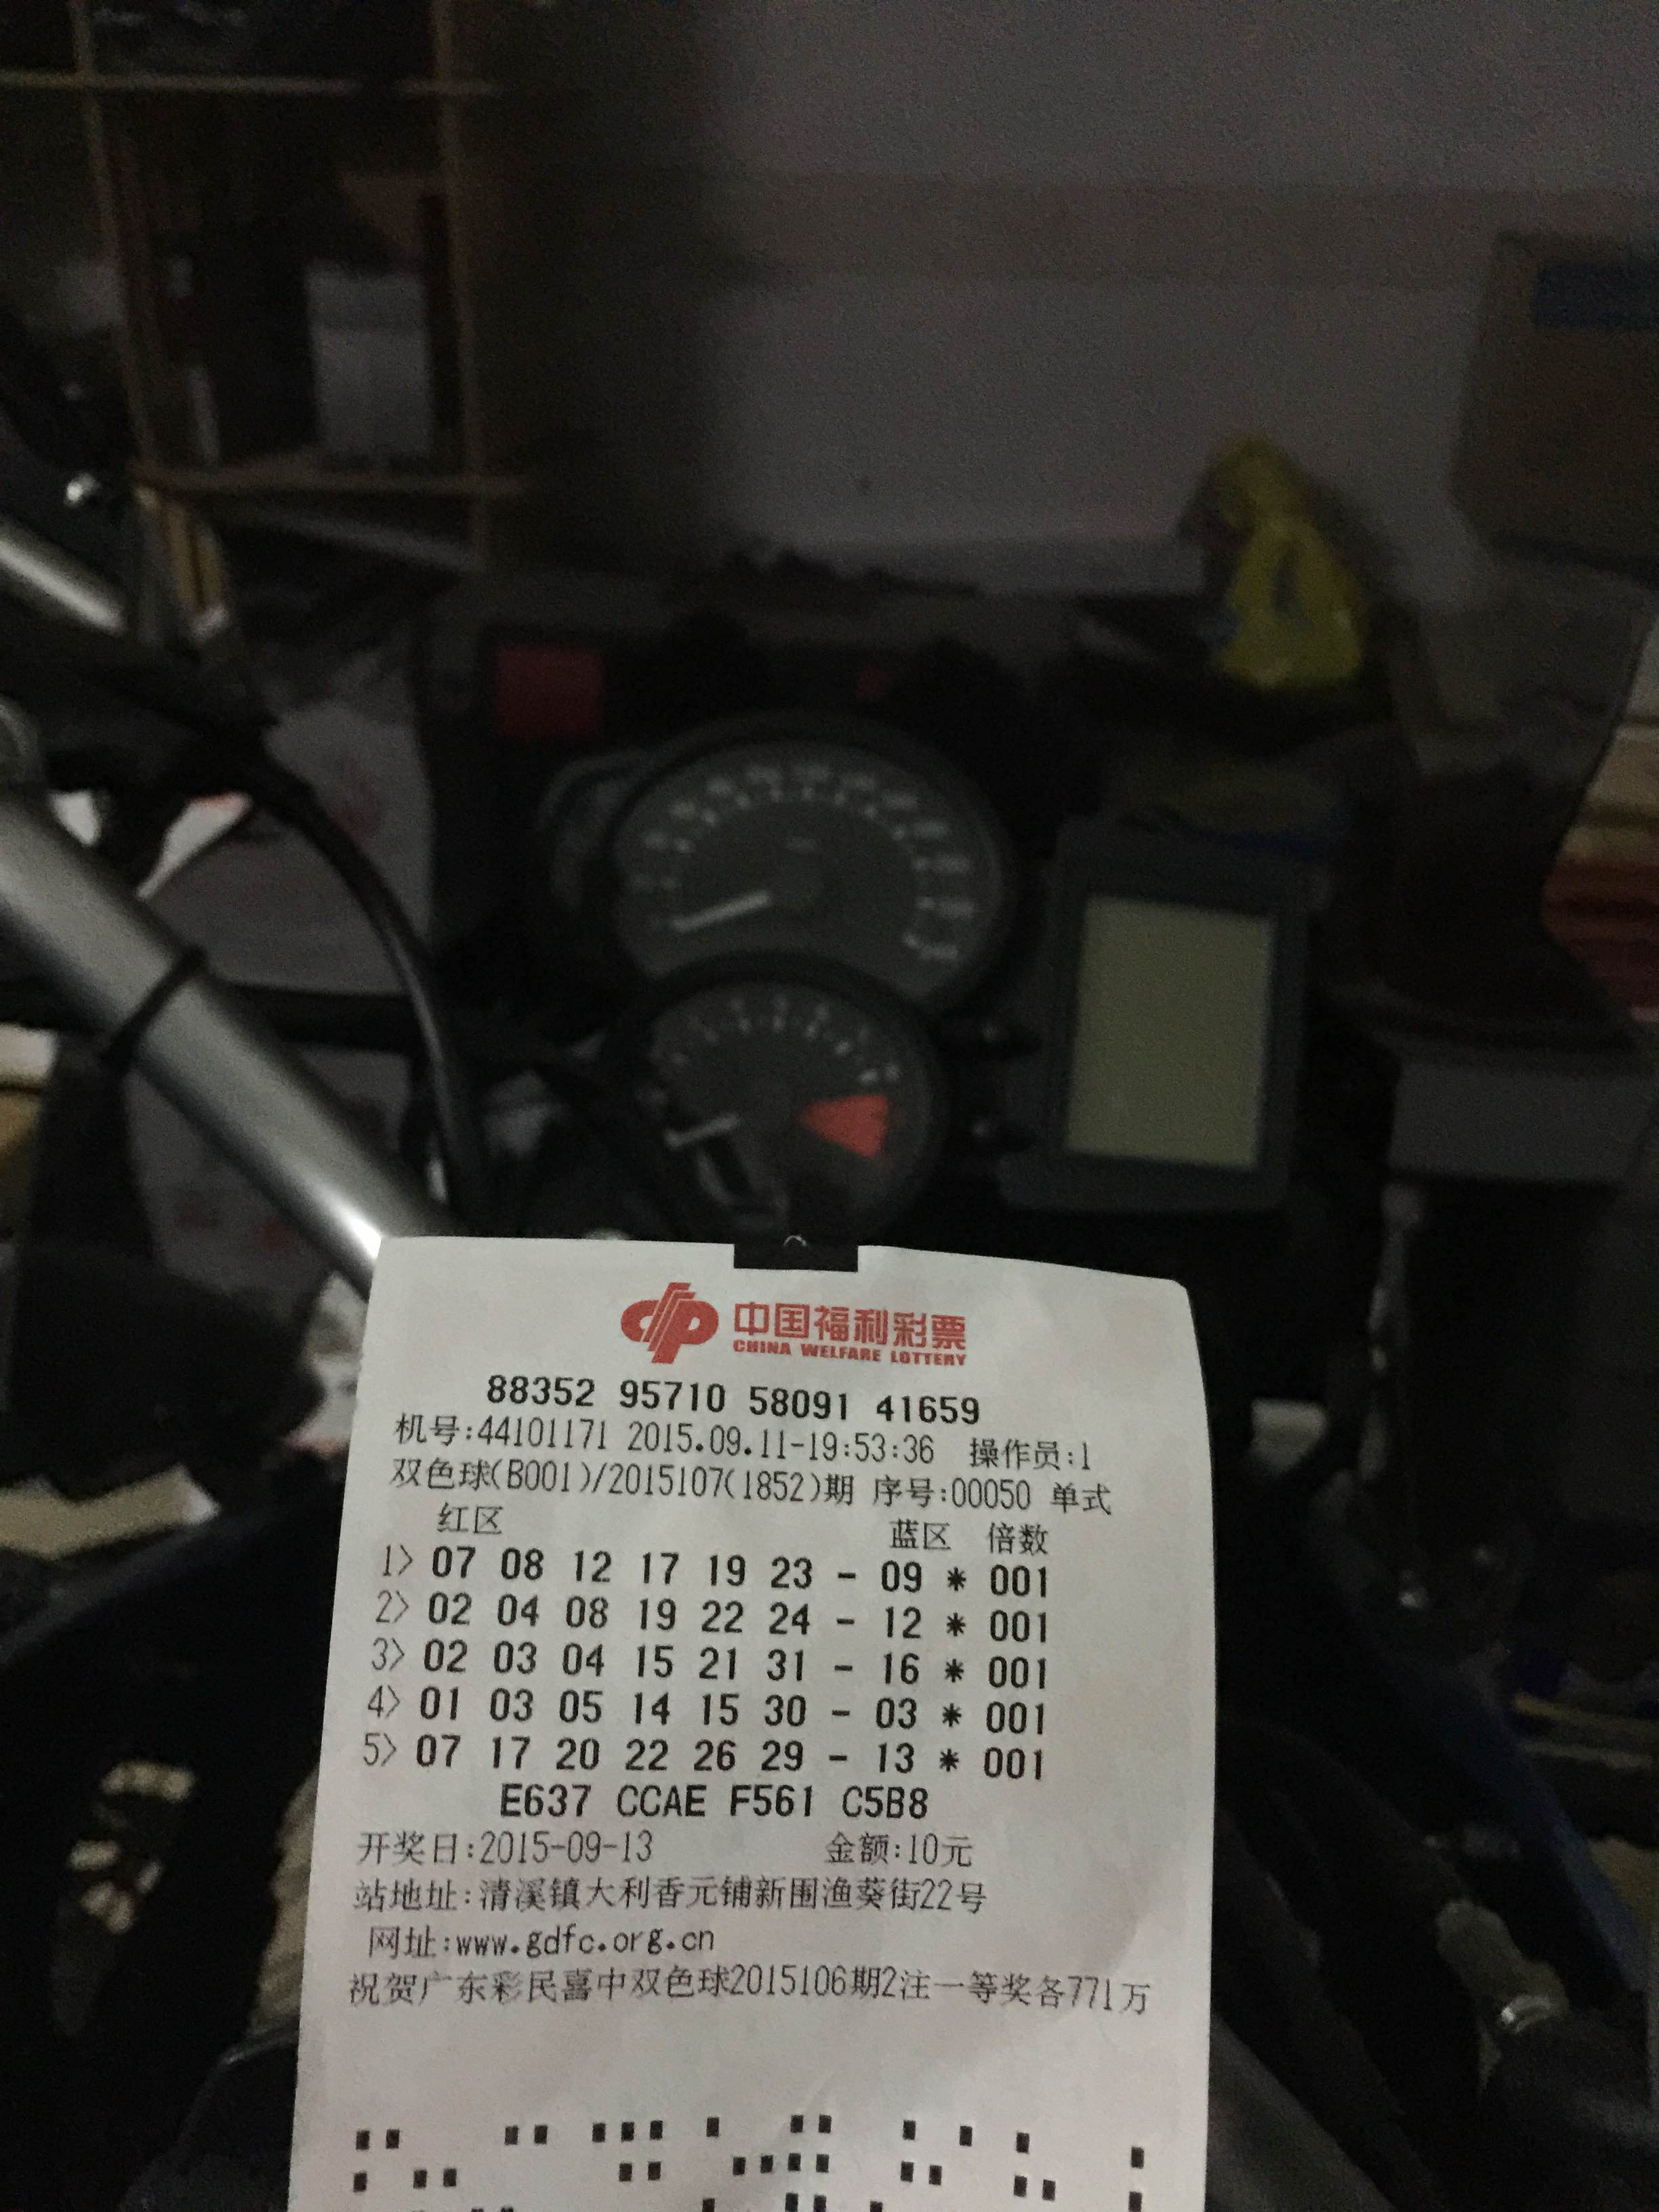 中国福利彩票
CHINA WELFARE LOTTERY
88352 95710 58091 41659
机号:44101171 2015.09.11-19:53:36 操作员:1
双色球(B001)/2015107(1852)期 序号:00050 单式
红区 蓝区 倍数
1> 07 08 12 17 19 23 - 09 * 001
2> 02 04 08 19 22 24 - 12 * 001
3> 02 03 04 15 21 31 - 16 * 001
4> 01 03 05 14 15 30 - 03 * 001
5> 07 17 20 22 26 29 - 13 * 001
E637 CCAE F561 C5B8
开奖日:2015-09-13 金额:10元
站地址:清溪镇大利香元铺新围渔葵街22号
网址:www.gdfc.org.cn
祝贺广东彩民喜中双色球2015106期2注一等奖各771万